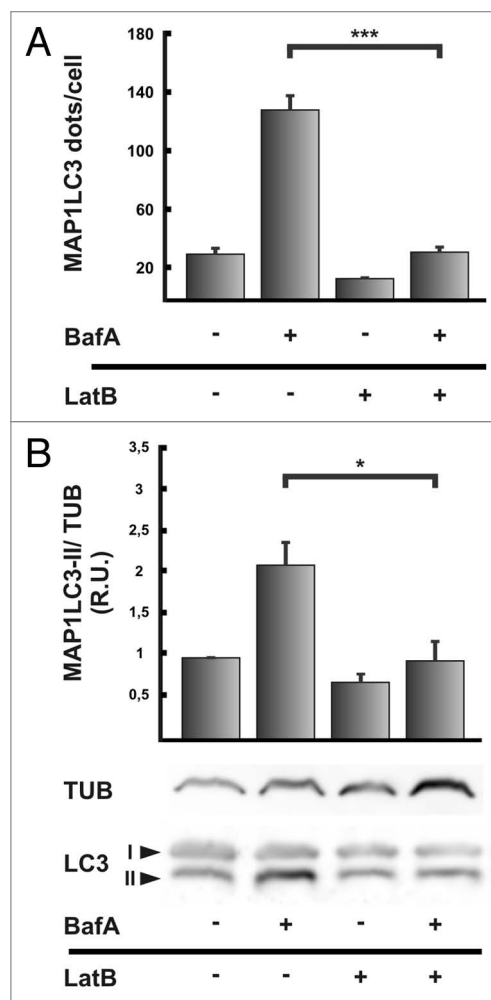 A
MAP1LC3 dots/cell
180
140
100
60
20
***
BafA - + - +
LatB - - + +
B
MAP1LC3-II/ TUB
(R.U.)
3,5
3
2,5
2
1,5
1
0,5
*
TUB
LC3
I
II
BafA - + - +
LatB - - + +